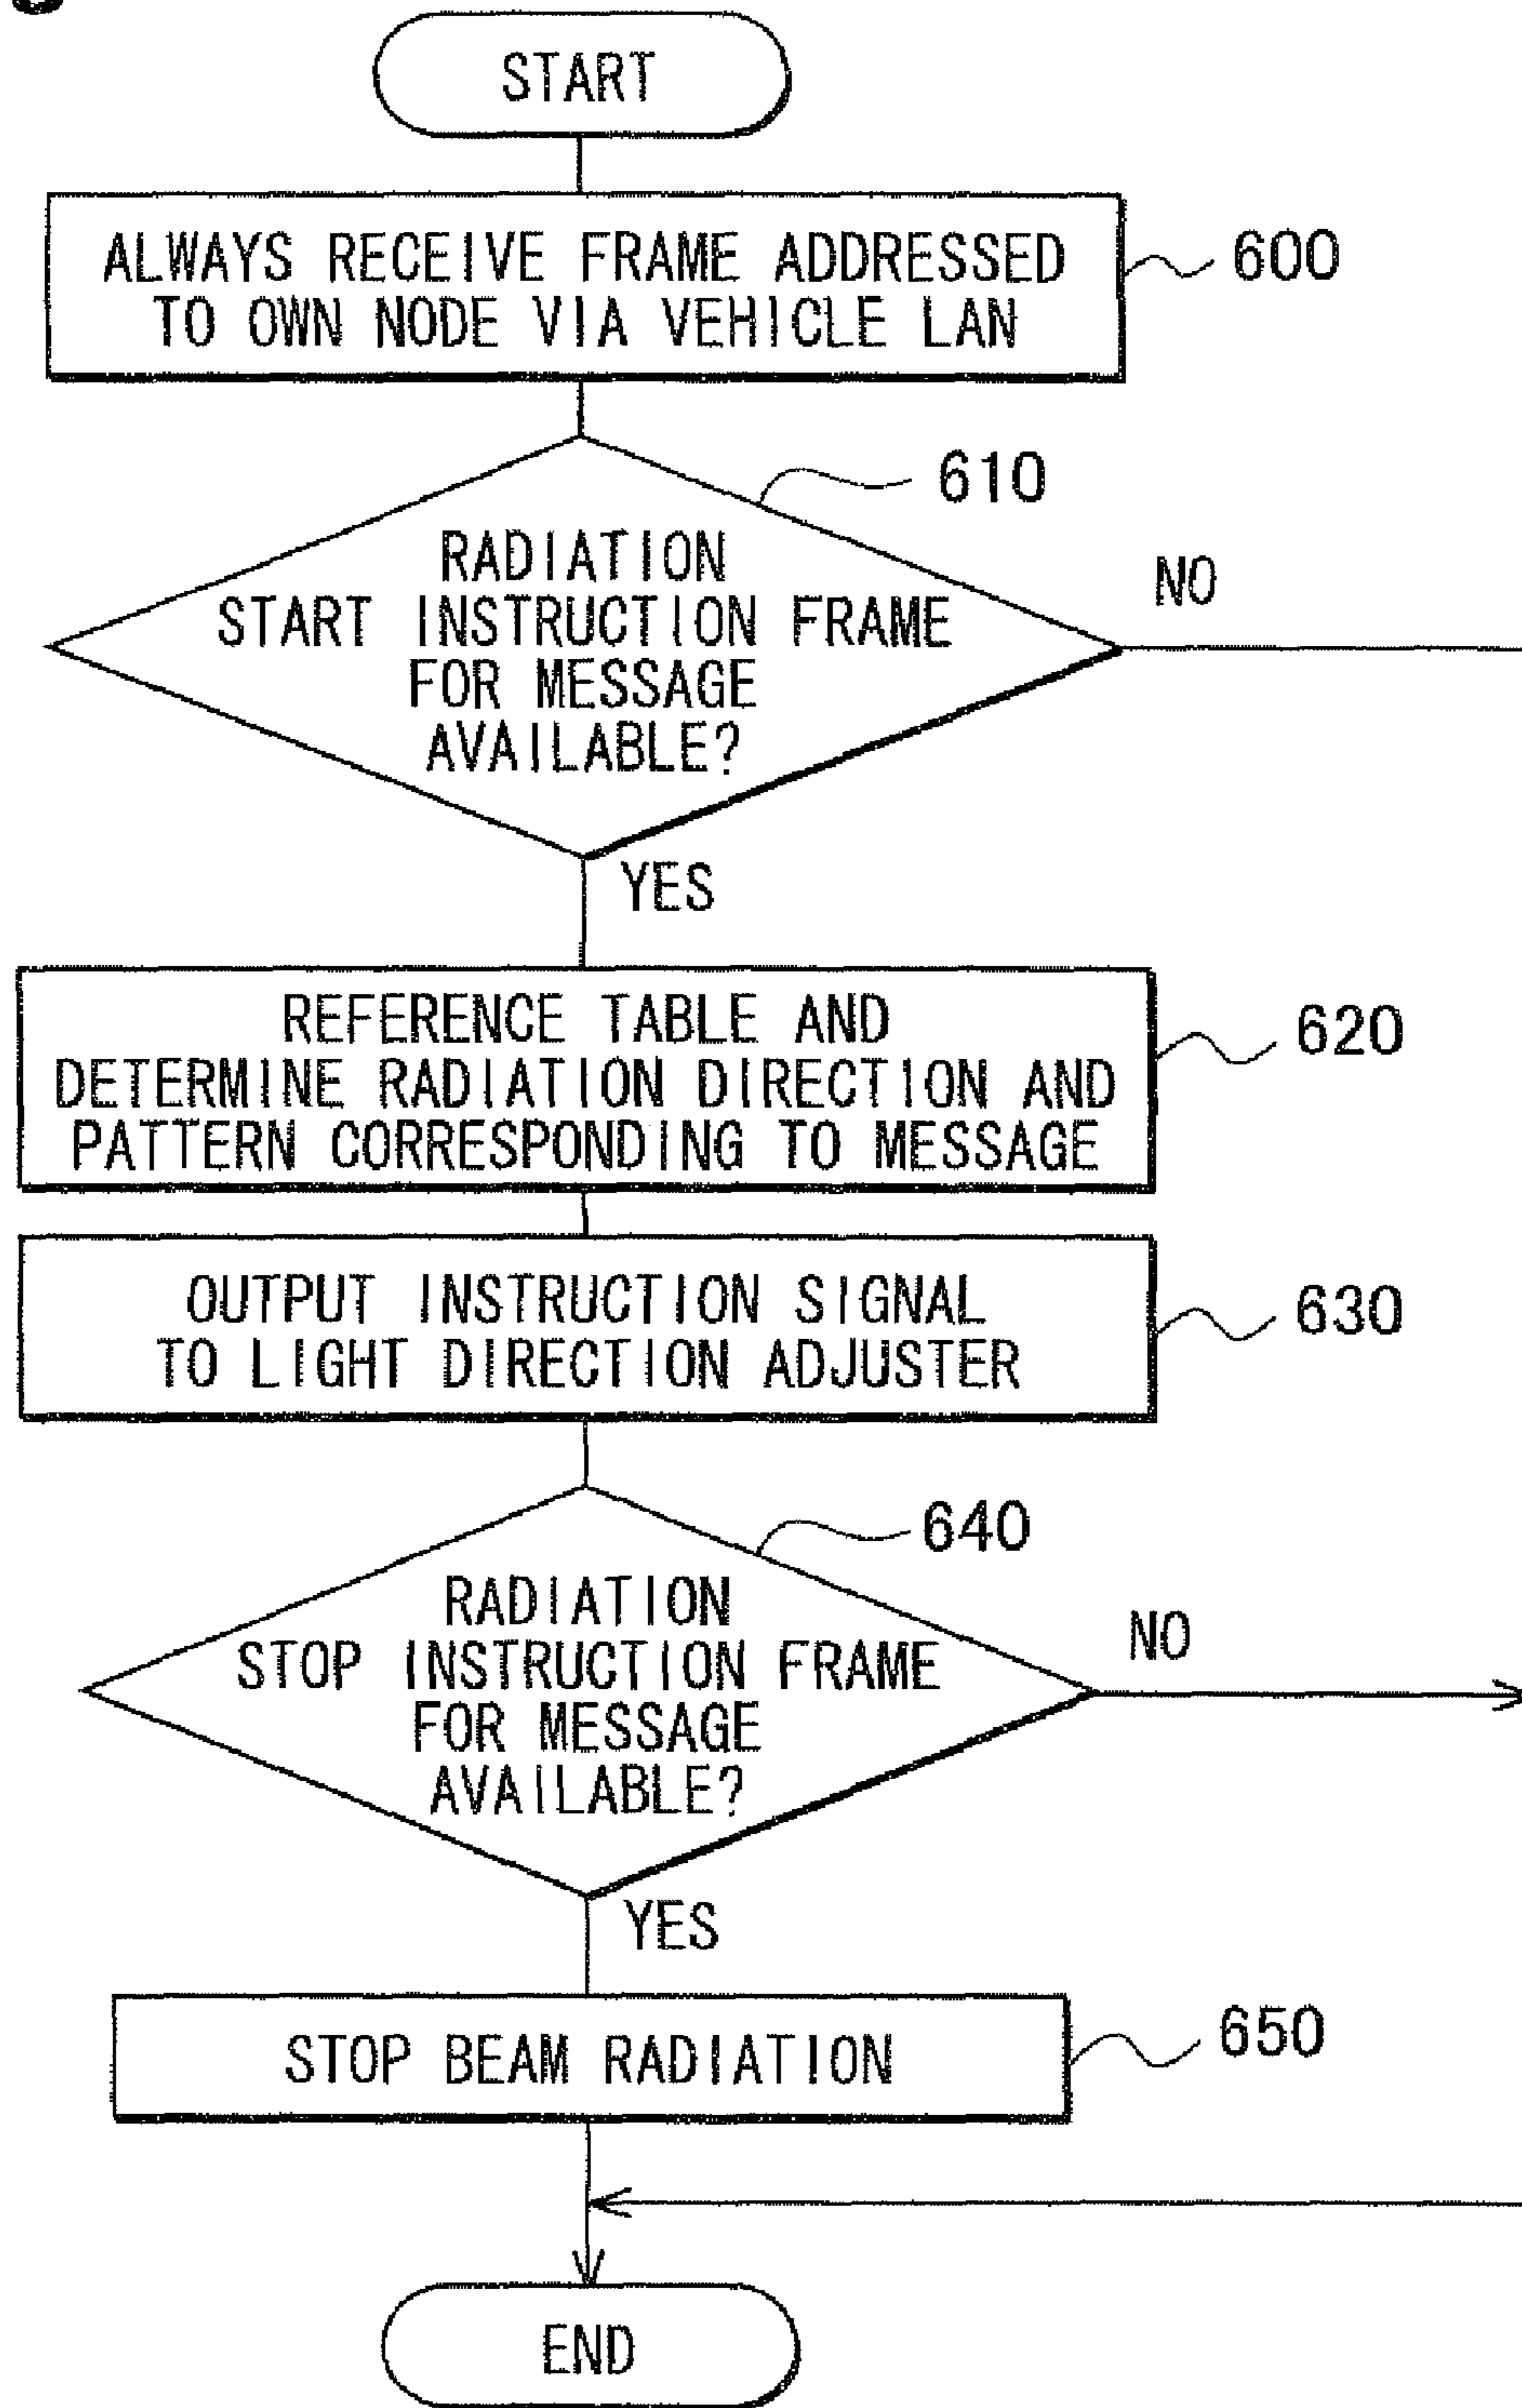 START
ALWAYS RECEIVE FRAME ADDRESSED
TO OWN NODE VIA VEHICLE LAN
600
610
RADIATION
START INSTRUCTION FRAME
FOR MESSAGE
AVAILABLE?
NO
YES
REFERENCE TABLE AND
DETERMINE RADIATION DIRECTION AND
PATTERN CORRESPONDING TO MESSAGE
620
OUTPUT INSTRUCTION SIGNAL
TO LIGHT DIRECTION ADJUSTER
630
640
RADIATION
STOP INSTRUCTION FRAME
FOR MESSAGE
AVAILABLE?
NO
YES
STOP BEAM RADIATION
650
END